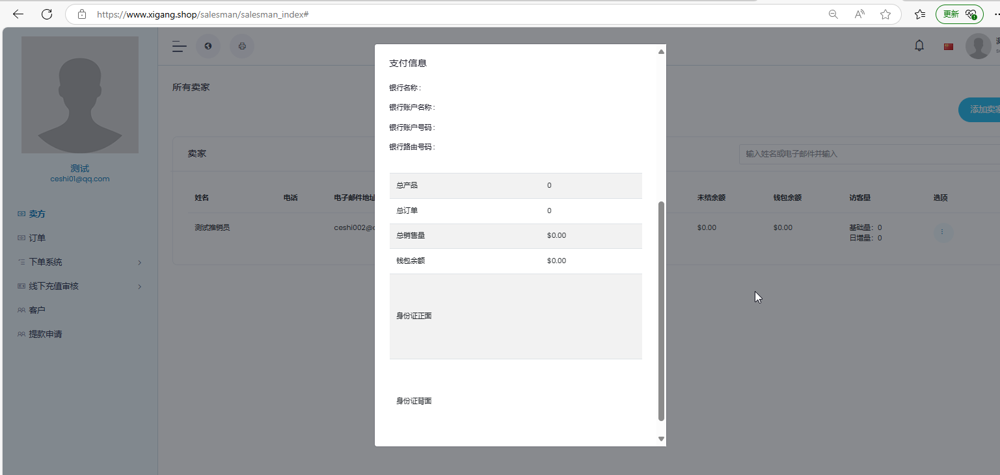 https://www.xigang.shop/salesman/salesman_index#
更新
测试
ceshi01@qq.com
卖方
订单
下单系统
线下充值审核
客户
提款申请
所有卖家
添加卖家
卖家
输入姓名或电子邮件并输入
姓名 电话 电子邮件地址 未结余额 钱包余额 访客量 选项
测试推销员 ceshi002@ $0.00 $0.00 基础量：0
日增量：0
支付信息
银行名称 :
银行账户名称 :
银行账户号码 :
银行路由号码 :
总产品 0
总订单 0
总销售量 $0.00
钱包余额 $0.00
身份证正面
身份证背面